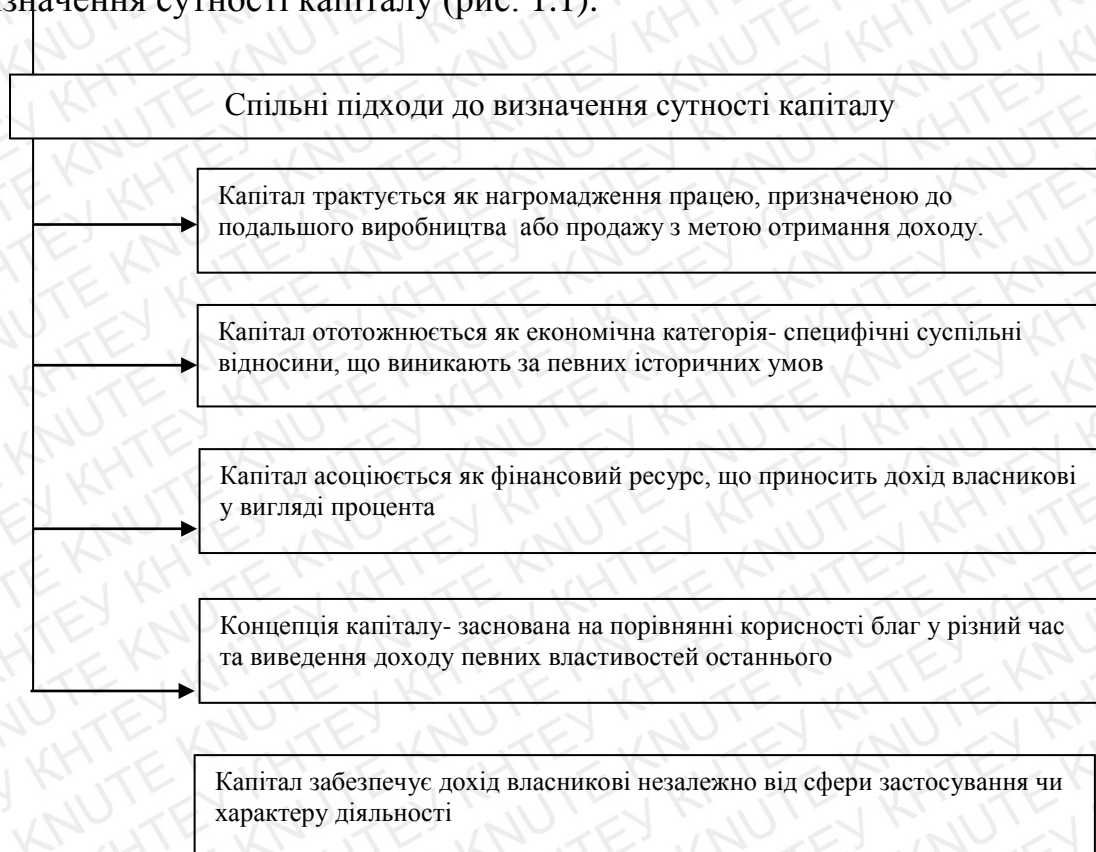 значення сутності капіталу (рис. 1.1).
Спільні підходи до визначення сутності капіталу
Капітал трактується як нагромадження працею, призначеною до
подальшого виробництва або продажу з метою отримання доходу.
Капітал ототожнюється як економічна категорія- специфічні суспільні
відносини, що виникають за певних історичних умов
Капітал асоціюється як фінансовий ресурс, що приносить дохід власникові
у вигляді процента
Концепція капіталу- заснована на порівнянні корисності благ у різний час
та виведення доходу певних властивостей останнього
Капітал забезпечує дохід власникові незалежно від сфери застосування чи
характеру діяльності